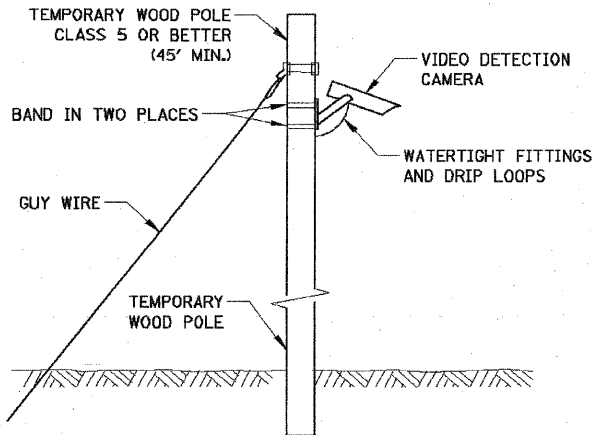 TEMPORARY WOOD POLE
CLASS 5 OR BETTER
(45' MIN.)
VIDEO DETECTION
CAMERA
BAND IN TWO PLACES
WATERTIGHT FITTINGS
AND DRIP LOOPS
GUY WIRE
TEMPORARY
WOOD POLE